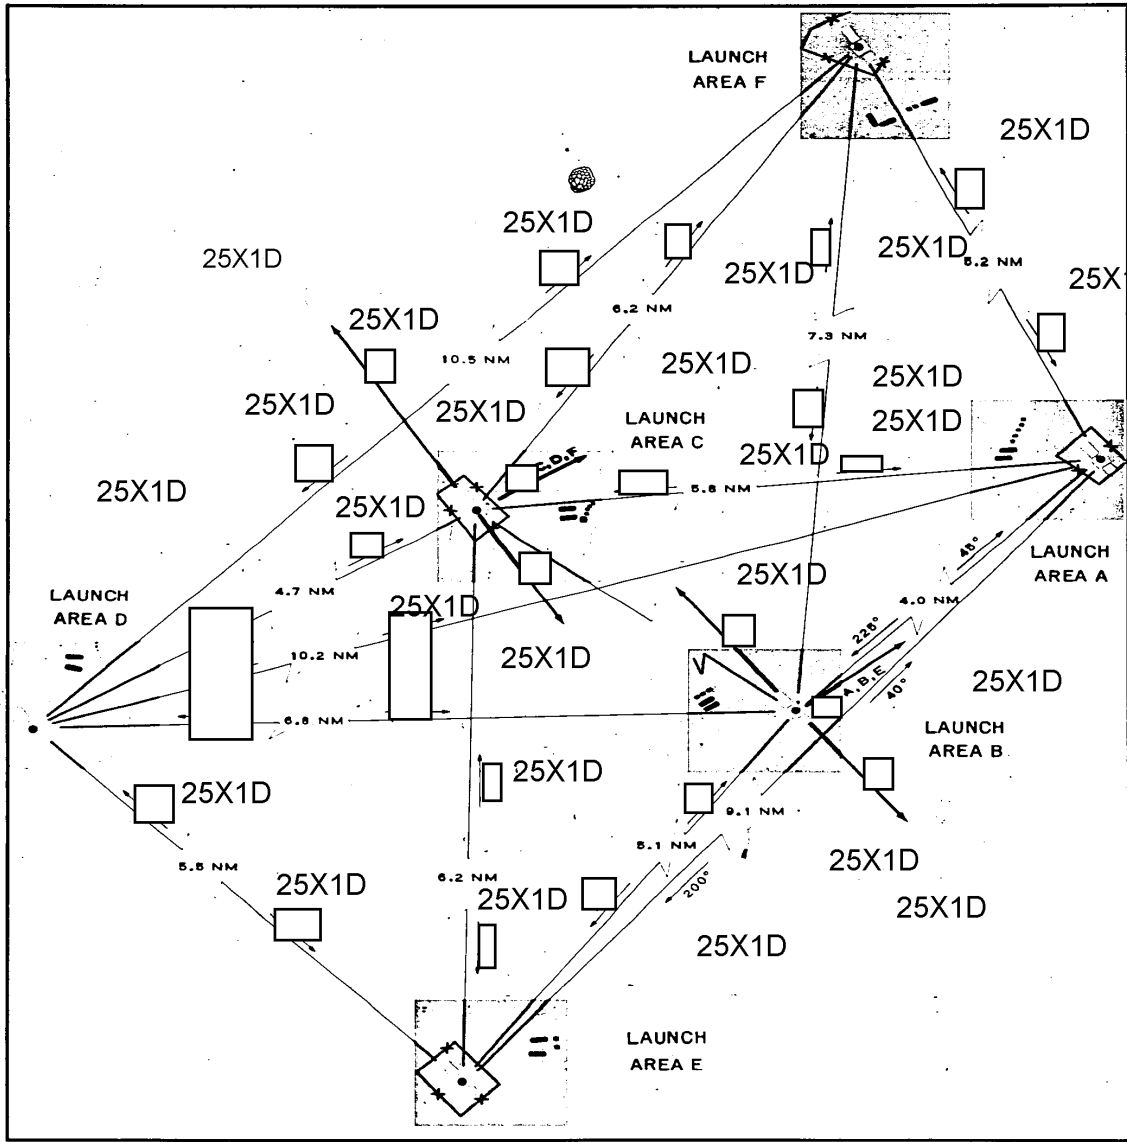 LAUNCH
AREA F
25X1D
25X1D
25X1D
25X1D
25X1D
5.2 NM
25X1
6.2 NM
25X1D
7.3 NM
10.5 NM
25X1D
25X1D
25X1D
25X1D
25X1D
LAUNCH
AREA C
25X1D
C, D, F
25X1D
5.8 NM
25X1D
45°
LAUNCH
AREA A
25X1D
LAUNCH
AREA D
4.7 NM
25X1D
4.0 NM
225°
10.2 NM
25X1D
A, B, E
40°
25X1D
6.8 NM
LAUNCH
AREA B
25X1D
25X1D
9.1 NM
5.1 NM
25X1D
5.5 NM
6.2 NM
200°
25X1D
25X1D
25X1D
25X1D
LAUNCH
AREA E